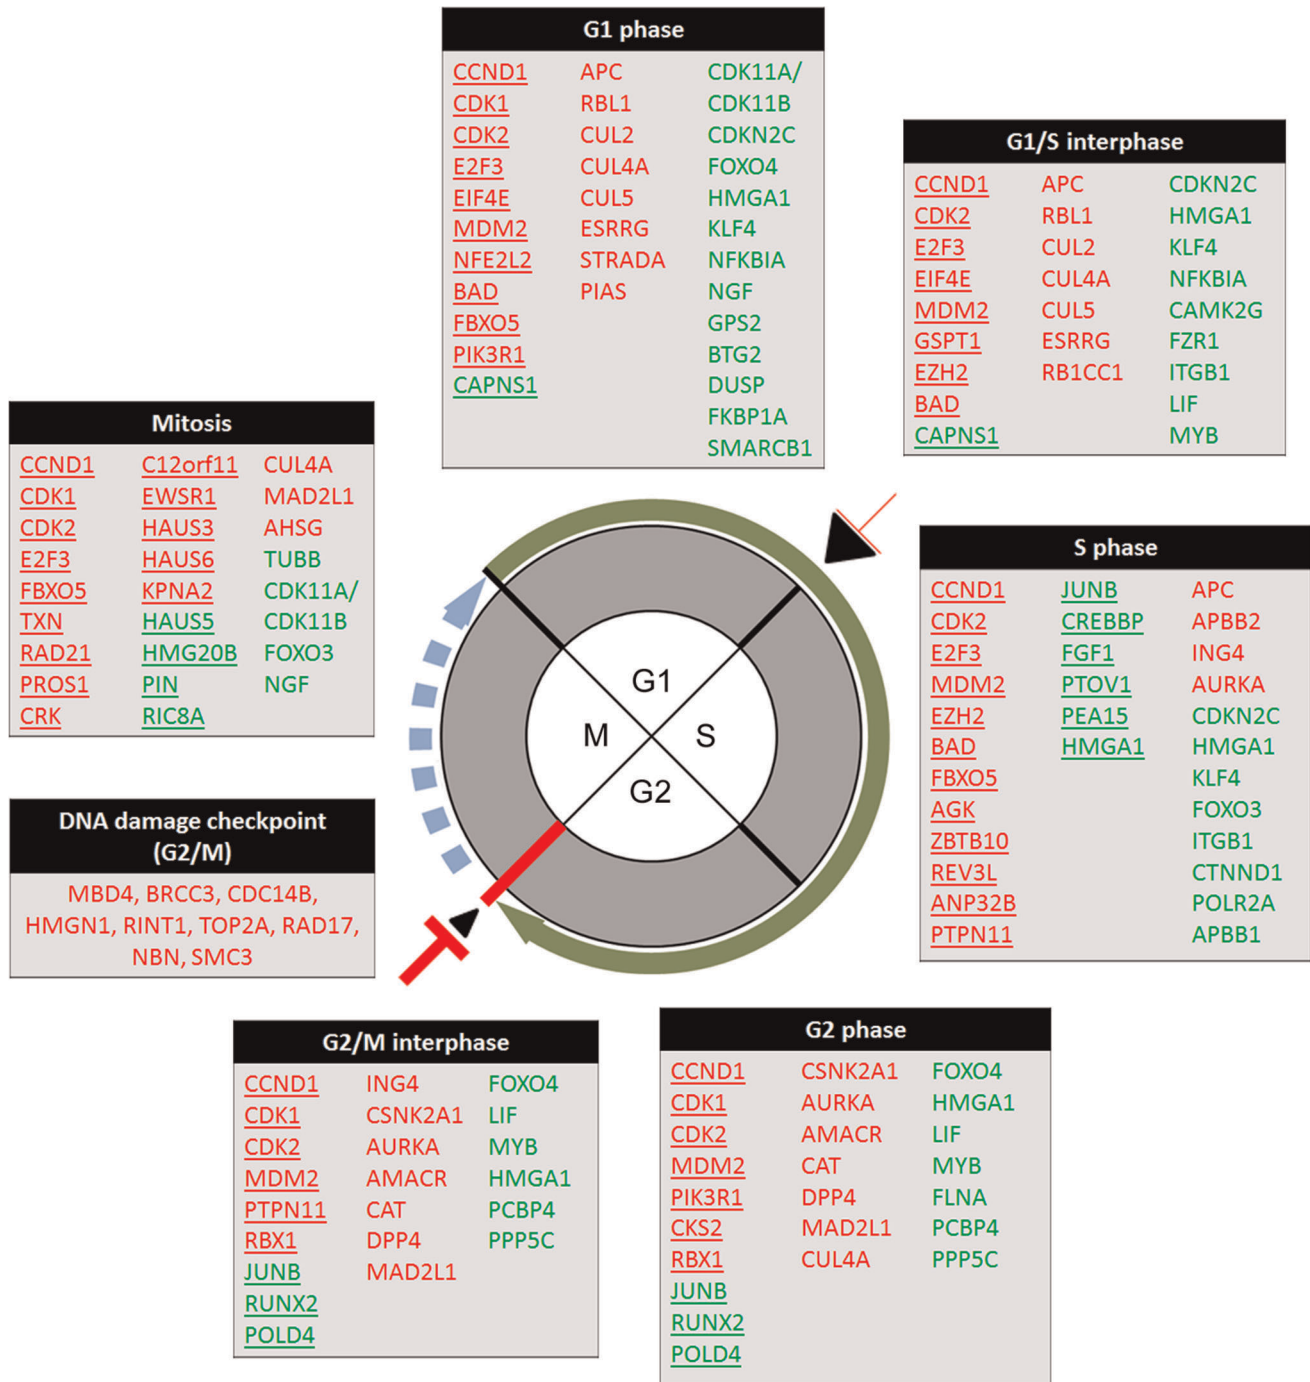 G1 phase
CCND1 APC CDK11A/
CDK1 RBL1 CDK11B
CDK2 CUL2 CDKN2C
E2F3 CUL4A FOXO4
EIF4E CUL5 HMGA1
MDM2 ESRRG KLF4
NFE2L2 STRADA NFKBIA
BAD PIAS NGF
FBXO5 GPS2
PIK3R1 BTG2
CAPNS1 DUSP
FKBP1A
SMARCB1
G1/S interphase
CCND1 APC CDKN2C
CDK2 RBL1 HMGA1
E2F3 CUL2 KLF4
EIF4E CUL4A NFKBIA
MDM2 CUL5 CAMK2G
GSPT1 ESRRG FZR1
EZH2 RB1CC1 ITGB1
BAD LIF
CAPNS1 MYB
Mitosis
CCND1 C12orf11 CUL4A
CDK1 EWSR1 MAD2L1
CDK2 HAUS3 AHSG
E2F3 HAUS6 TUBB
FBXO5 KPNA2 CDK11A/
TXN HAUS5 CDK11B
RAD21 HMG20B FOXO3
PROS1 PIN NGF
CRK RIC8A
S phase
CCND1 JUNB APC
CDK2 CREBBP APBB2
E2F3 FGF1 ING4
MDM2 PTOV1 AURKA
EZH2 PEA15 CDKN2C
BAD HMGA1 HMGA1
FBXO5 KLF4
AGK FOXO3
ZBTB10 ITGB1
REV3L CTNND1
ANP32B POLR2A
PTPN11 APBB1
G1
M S
G2
DNA damage checkpoint
(G2/M)
MBD4, BRCC3, CDC14B,
HMGN1, RINT1, TOP2A, RAD17,
NBN, SMC3
G2/M interphase
CCND1 ING4 FOXO4
CDK1 CSNK2A1 LIF
CDK2 AURKA MYB
MDM2 AMACR HMGA1
PTPN11 CAT PCBP4
RBX1 DPP4 PPP5C
JUNB MAD2L1
RUNX2
POLD4
G2 phase
CCND1 CSNK2A1 FOXO4
CDK1 AURKA HMGA1
CDK2 AMACR LIF
MDM2 CAT MYB
PIK3R1 DPP4 FLNA
CKS2 MAD2L1 PCBP4
RBX1 CUL4A PPP5C
JUNB
RUNX2
POLD4